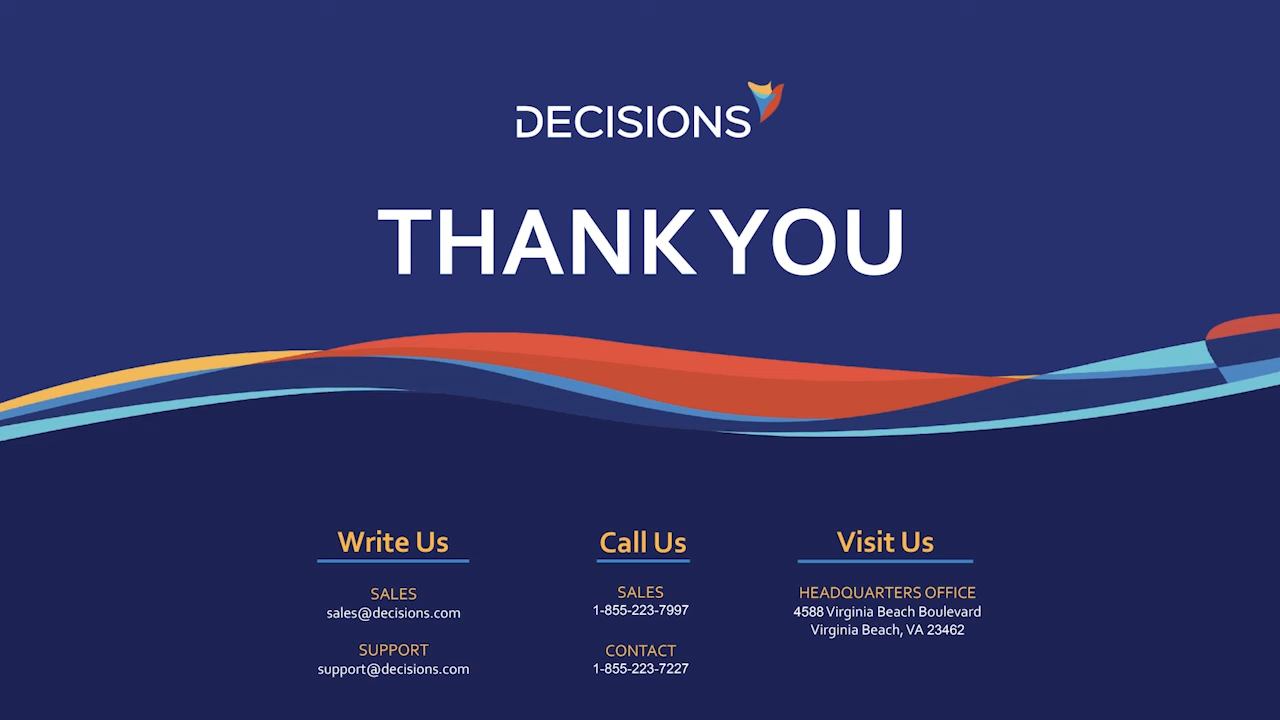 DECISIONS
THANK YOU
Write Us
SALES
sales@decisions.com
SUPPORT
support@decisions.com
Call Us
SALES
1-855-223-7997
CONTACT
1-855-223-7227
Visit Us
HEADQUARTERS OFFICE
4588 Virginia Beach Boulevard
Virginia Beach, VA 23462